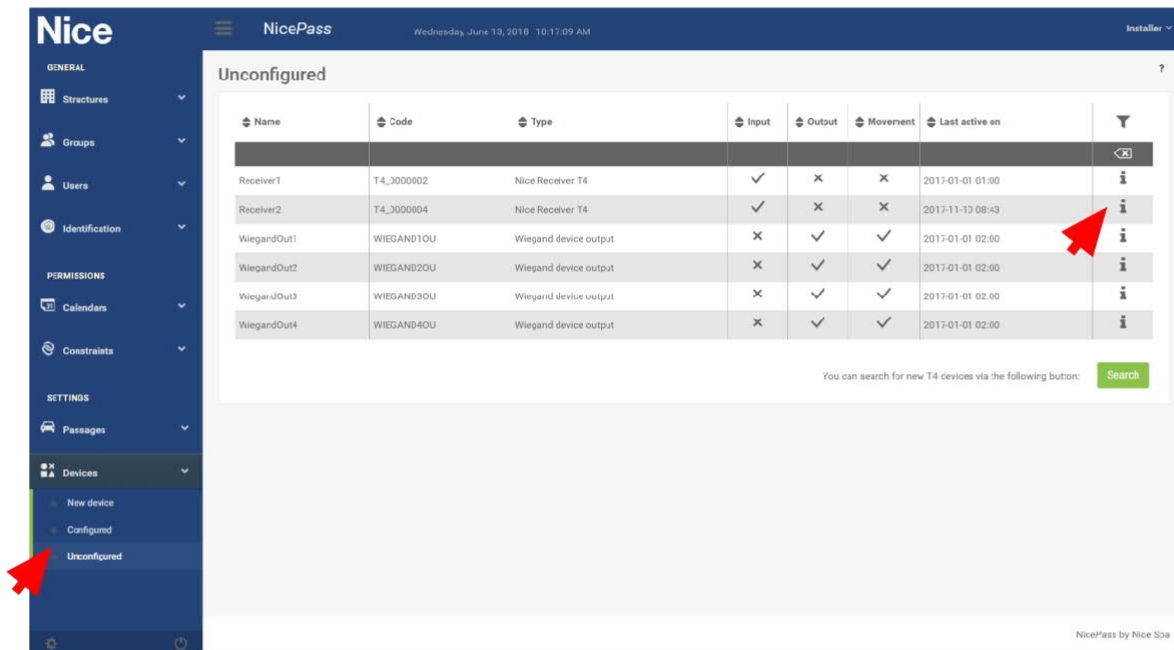 Nice
NicePass
Wednesday, June 13, 2018 10:17:09 AM
Installer
GENERAL
Structures
Groups
Users
Identification
PERMISSIONS
Calendars
Constraints
SETTINGS
Passages
Devices
New device
Configured
Unconfigured
Unconfigured
?
Name Code Type Input Output Movement Last active on
Receiver1 T4_0000002 Nice Receiver T4 2017-01-01 01:00
Receiver2 T4_0000004 Nice Receiver T4 2017-11-13 08:43
WiegandOut1 WIEGAND1OU Wiegand device output 2017-01-01 02:00
WiegandOut2 WIEGAND2OU Wiegand device output 2017-01-01 02:00
WiegandOut3 WIEGAND3OU Wiegand device output 2017-01-01 02:00
WiegandOut4 WIEGAND4OU Wiegand device output 2017-01-01 02:00
You can search for new T4 devices via the following button:
Search
NicePass by Nice Spa